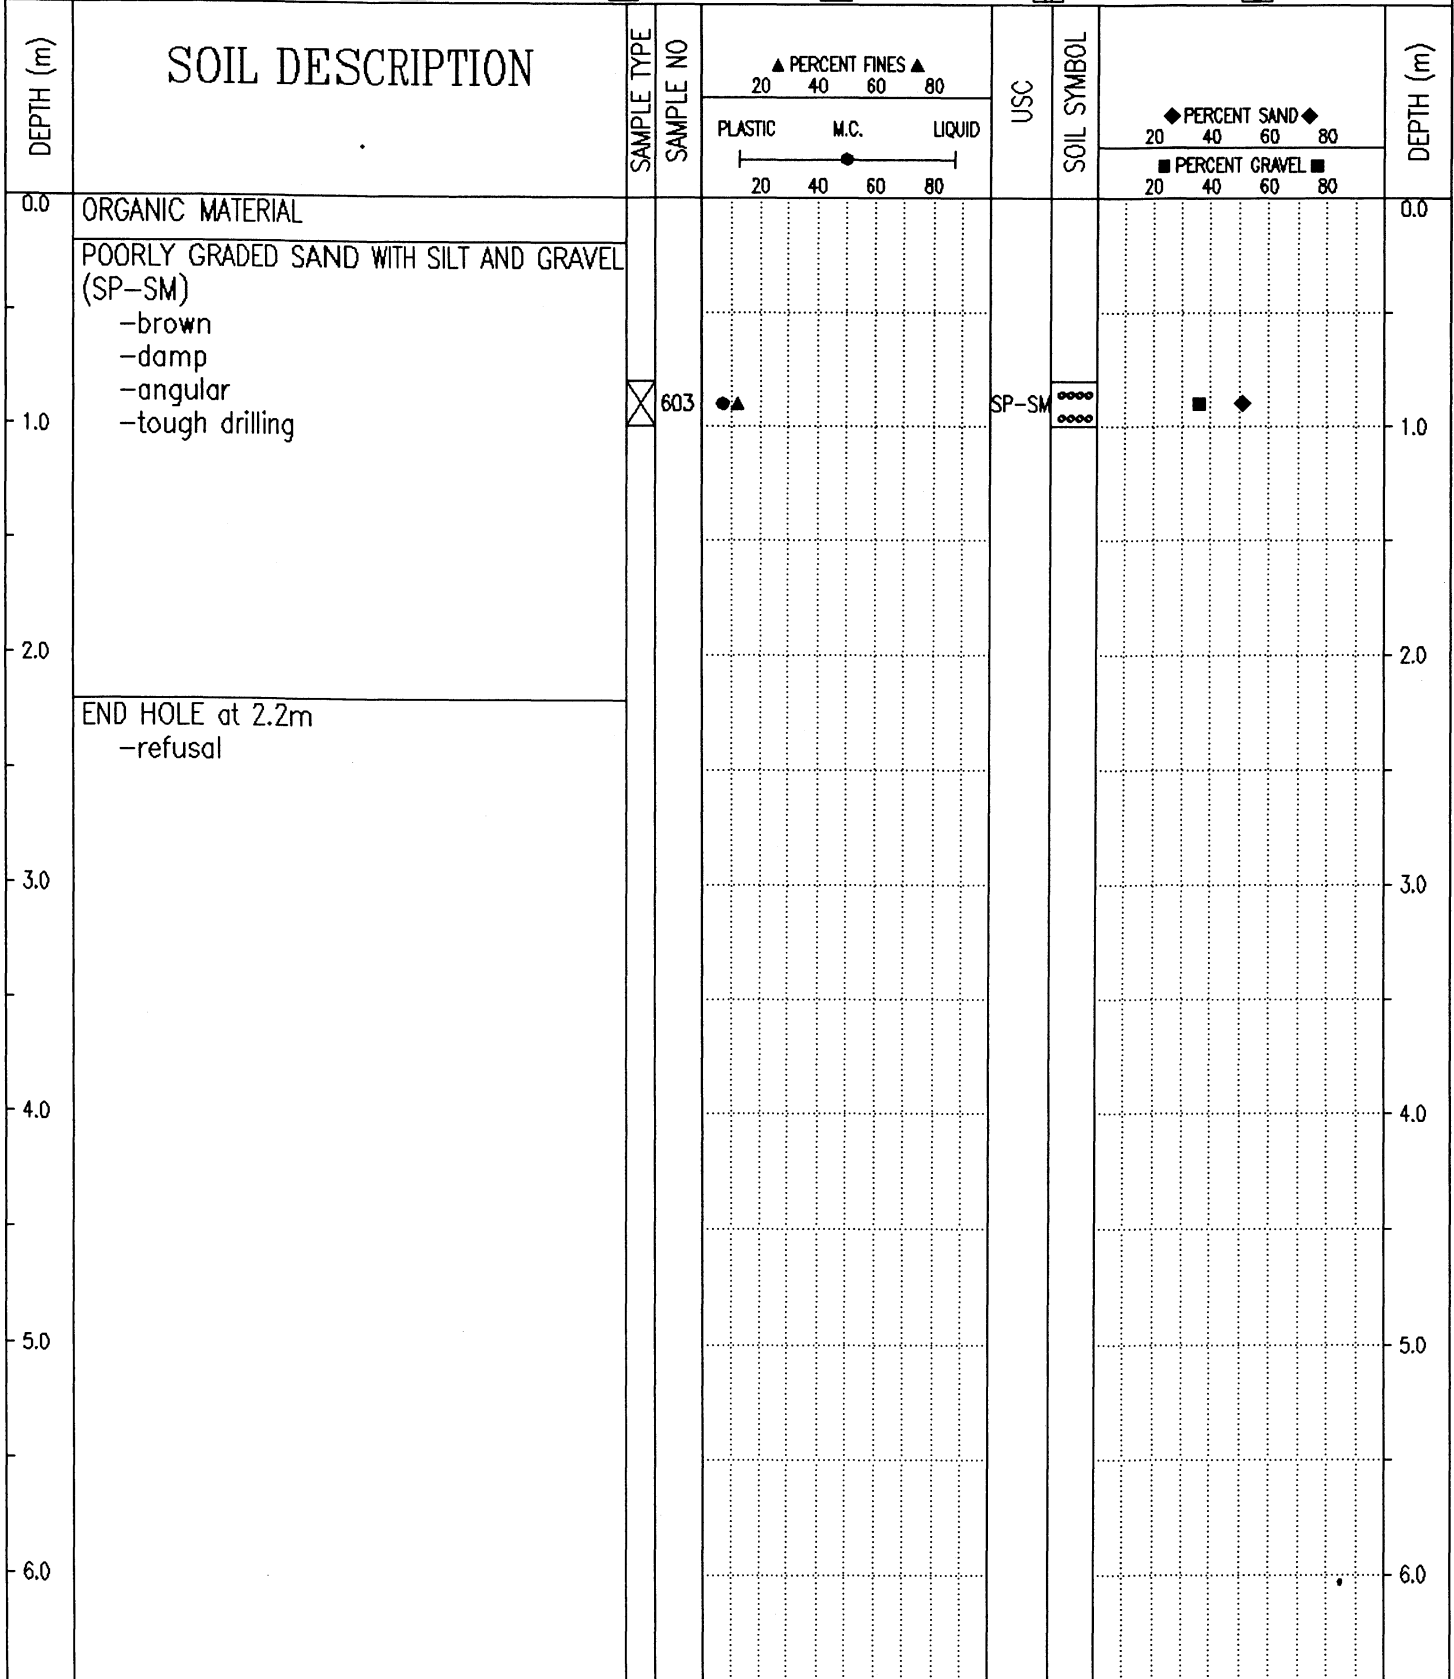 DEPTH (m)
SOIL DESCRIPTION
SAMPLE TYPE
SAMPLE NO
▲ PERCENT FINES ▲
20 40 60 80
PLASTIC M.C. LIQUID
20 40 60 80
USC
SOIL SYMBOL
◆ PERCENT SAND ◆
20 40 60 80
■ PERCENT GRAVEL ■
20 40 60 80
DEPTH (m)
0.0 ORGANIC MATERIAL 0.0
POORLY GRADED SAND WITH SILT AND GRAVEL
(SP-SM)
-brown
-damp
-angular
603 SP-SM
1.0 -tough drilling 1.0
2.0 2.0
END HOLE at 2.2m
-refusal
3.0 3.0
4.0 4.0
5.0 5.0
6.0 6.0